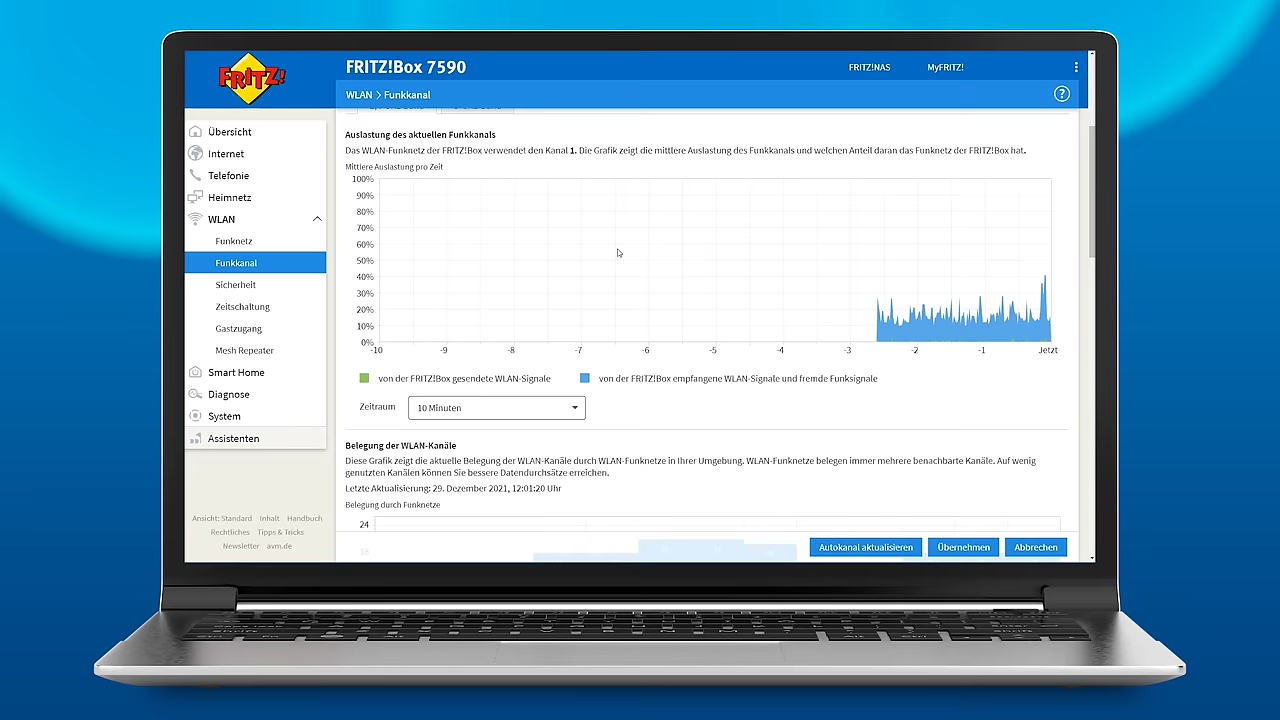 FRITZ!
FRITZ!Box 7590
FRITZ!NAS
MyFRITZ!
WLAN > Funkkanal
?
Übersicht
Internet
Telefonie
Heimnetz
WLAN
Funknetz
Funkkanal
Sicherheit
Zeitschaltung
Gastzugang
Mesh Repeater
Smart Home
Diagnose
System
Assistenten
Ansicht: Standard Inhalt Handbuch
Rechtliches Tipps & Tricks
Newsletter avm.de
Auslastung des aktuellen Funkkanals
Das WLAN-Funknetz der FRITZ!Box verwendet den Kanal 1. Die Grafik zeigt die mittlere Auslastung des Funkkanals und welchen Anteil daran das Funknetz der FRITZ!Box hat.
Mittlere Auslastung pro Zeit
100%
90%
80%
70%
60%
50%
40%
30%
20%
10%
0%
-10 -9 -8 -7 -6 -5 -4 -3 -2 -1 Jetzt
von der FRITZ!Box gesendete WLAN-Signale
von der FRITZ!Box empfangene WLAN-Signale und fremde Funksignale
Zeitraum 10 Minuten
Belegung der WLAN-Kanäle
Diese Grafik zeigt die aktuelle Belegung der WLAN-Kanäle durch WLAN-Funknetze in Ihrer Umgebung. WLAN-Funknetze belegen immer mehrere benachbarte Kanäle. Auf wenig
genutzten Kanälen können Sie bessere Datendurchsätze erreichen.
Letzte Aktualisierung: 29. Dezember 2021, 12:01:20 Uhr
Belegung durch Funknetze
24
18
Autokanal aktualisieren
Übernehmen
Abbrechen